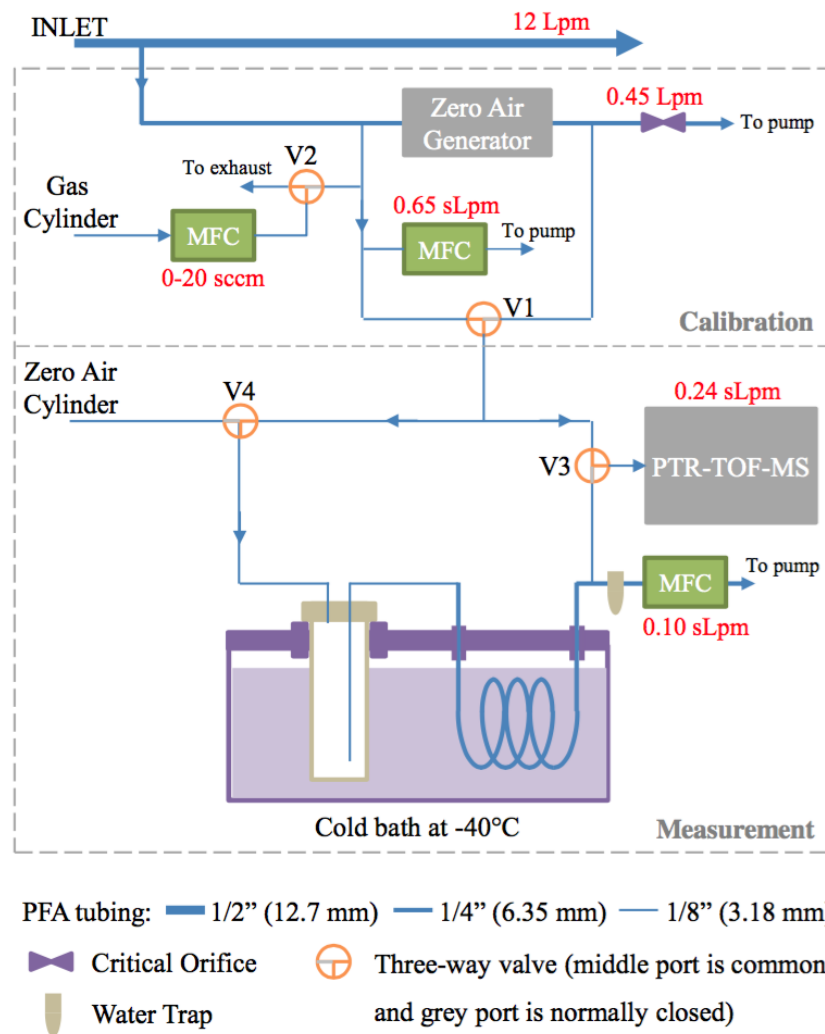 INLET
12 Lpm
Zero Air
Generator
0.45 Lpm
To pump
V2
To exhaust
Gas
Cylinder
MFC
0-20 sccm
0.65 sLpm
MFC
To pump
V1
Calibration
Zero Air
Cylinder
V4
0.24 sLpm
V3
PTR-TOF-MS
To pump
MFC
0.10 sLpm
Cold bath at -40°C
Measurement
PFA tubing: 1/2” (12.7 mm) 1/4” (6.35 mm) 1/8” (3.18 mm
Critical Orifice
Three-way valve (middle port is common
Water Trap
and grey port is normally closed)